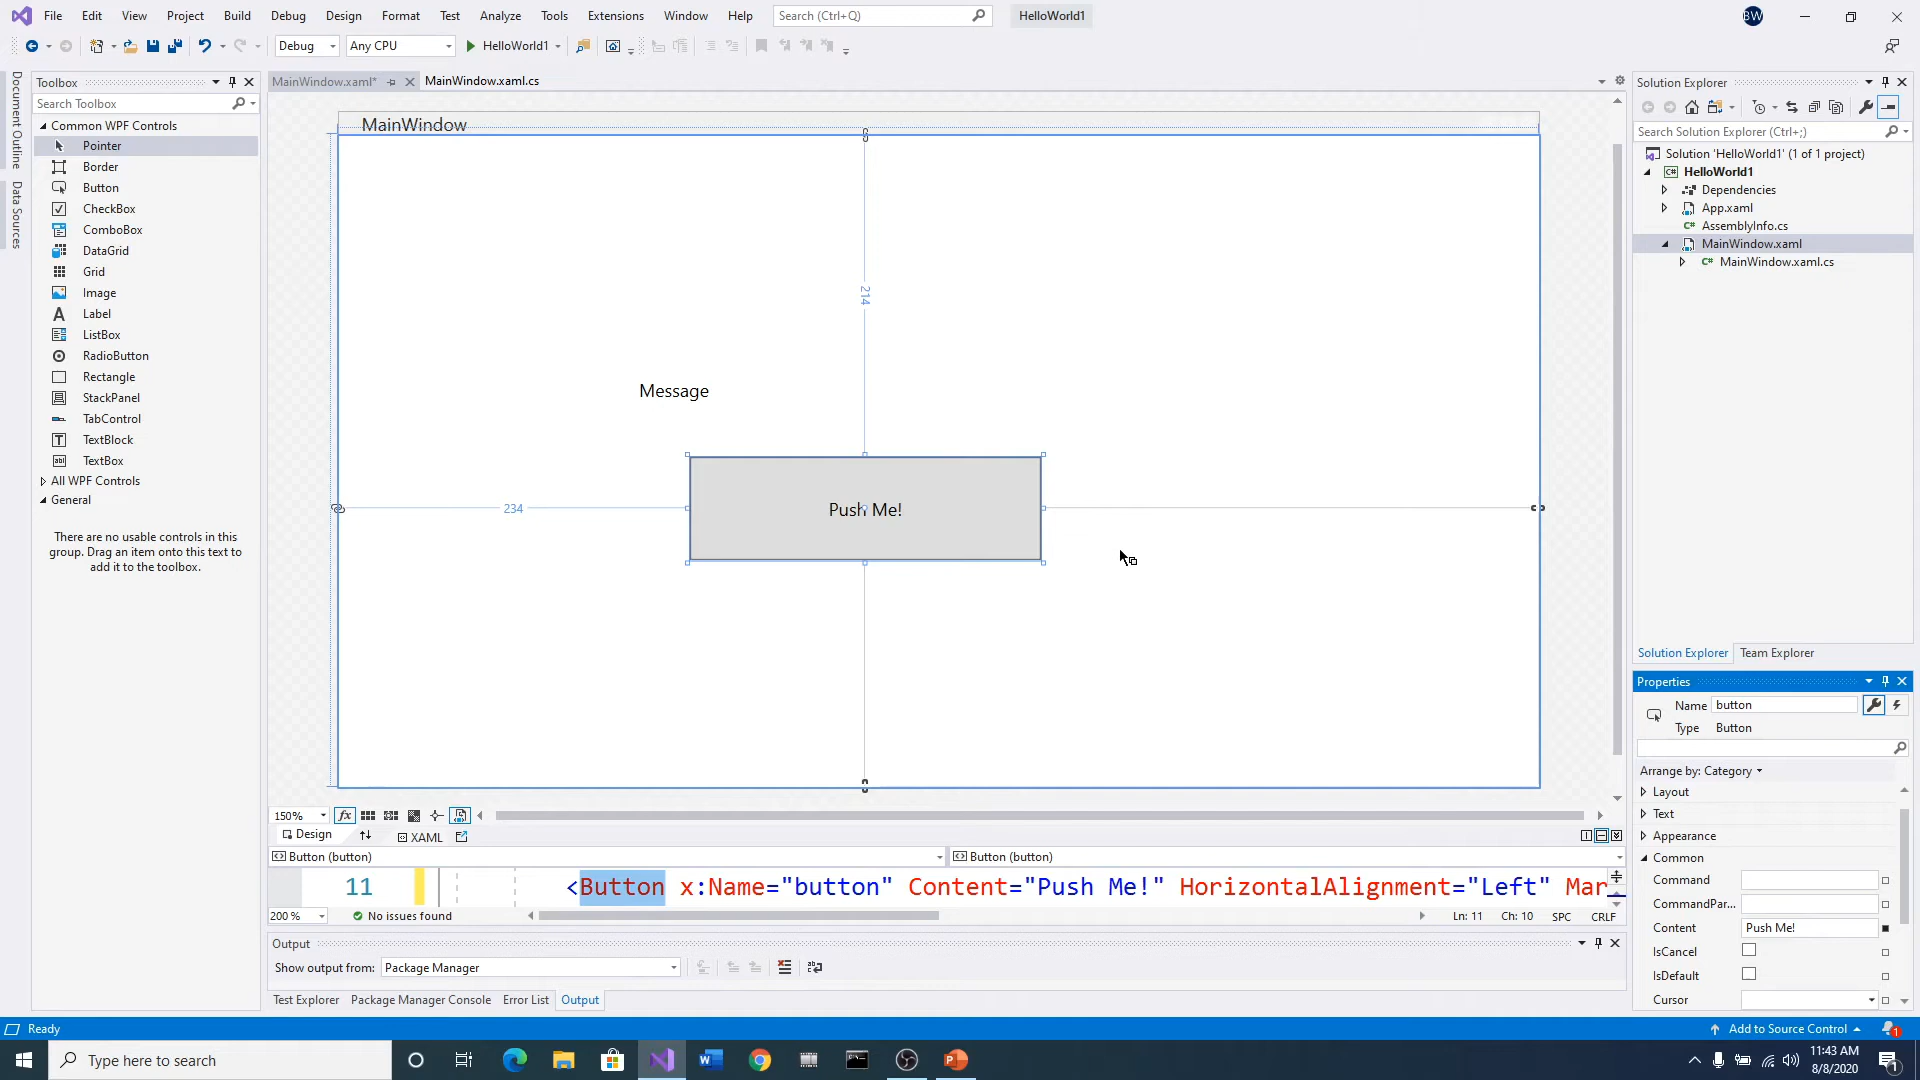 File Edit View Project Build Debug Design Format Test Analyze Tools Extensions Window Help Search (Ctrl+Q) HelloWorld1 BW
Debug Any CPU HelloWorld1
Document Outline
Data Sources
Toolbox
Search Toolbox
Common WPF Controls
Pointer
Border
Button
CheckBox
ComboBox
DataGrid
Grid
Image
Label
ListBox
RadioButton
Rectangle
StackPanel
TabControl
TextBlock
TextBox
All WPF Controls
General
There are no usable controls in this
group. Drag an item onto this text to
add it to the toolbox.
MainWindow.xaml* MainWindow.xaml.cs
MainWindow
214
Message
234
Push Me!
150%
Design XAML
Button (button) Button (button)
11 <Button x:Name="button" Content="Push Me!" HorizontalAlignment="Left" Mar
200 % No issues found Ln: 11 Ch: 10 SPC CRLF
Output
Show output from: Package Manager
Test Explorer Package Manager Console Error List Output
Solution Explorer
Search Solution Explorer (Ctrl+;)
Solution 'HelloWorld1' (1 of 1 project)
HelloWorld1
Dependencies
App.xaml
AssemblyInfo.cs
MainWindow.xaml
MainWindow.xaml.cs
Solution Explorer Team Explorer
Properties
Name button
Type Button
Arrange by: Category
Layout
Text
Appearance
Common
Command
CommandPar...
Content Push Me!
IsCancel
IsDefault
Cursor
Ready Add to Source Control 1
Type here to search
11:43 AM
8/8/2020
1